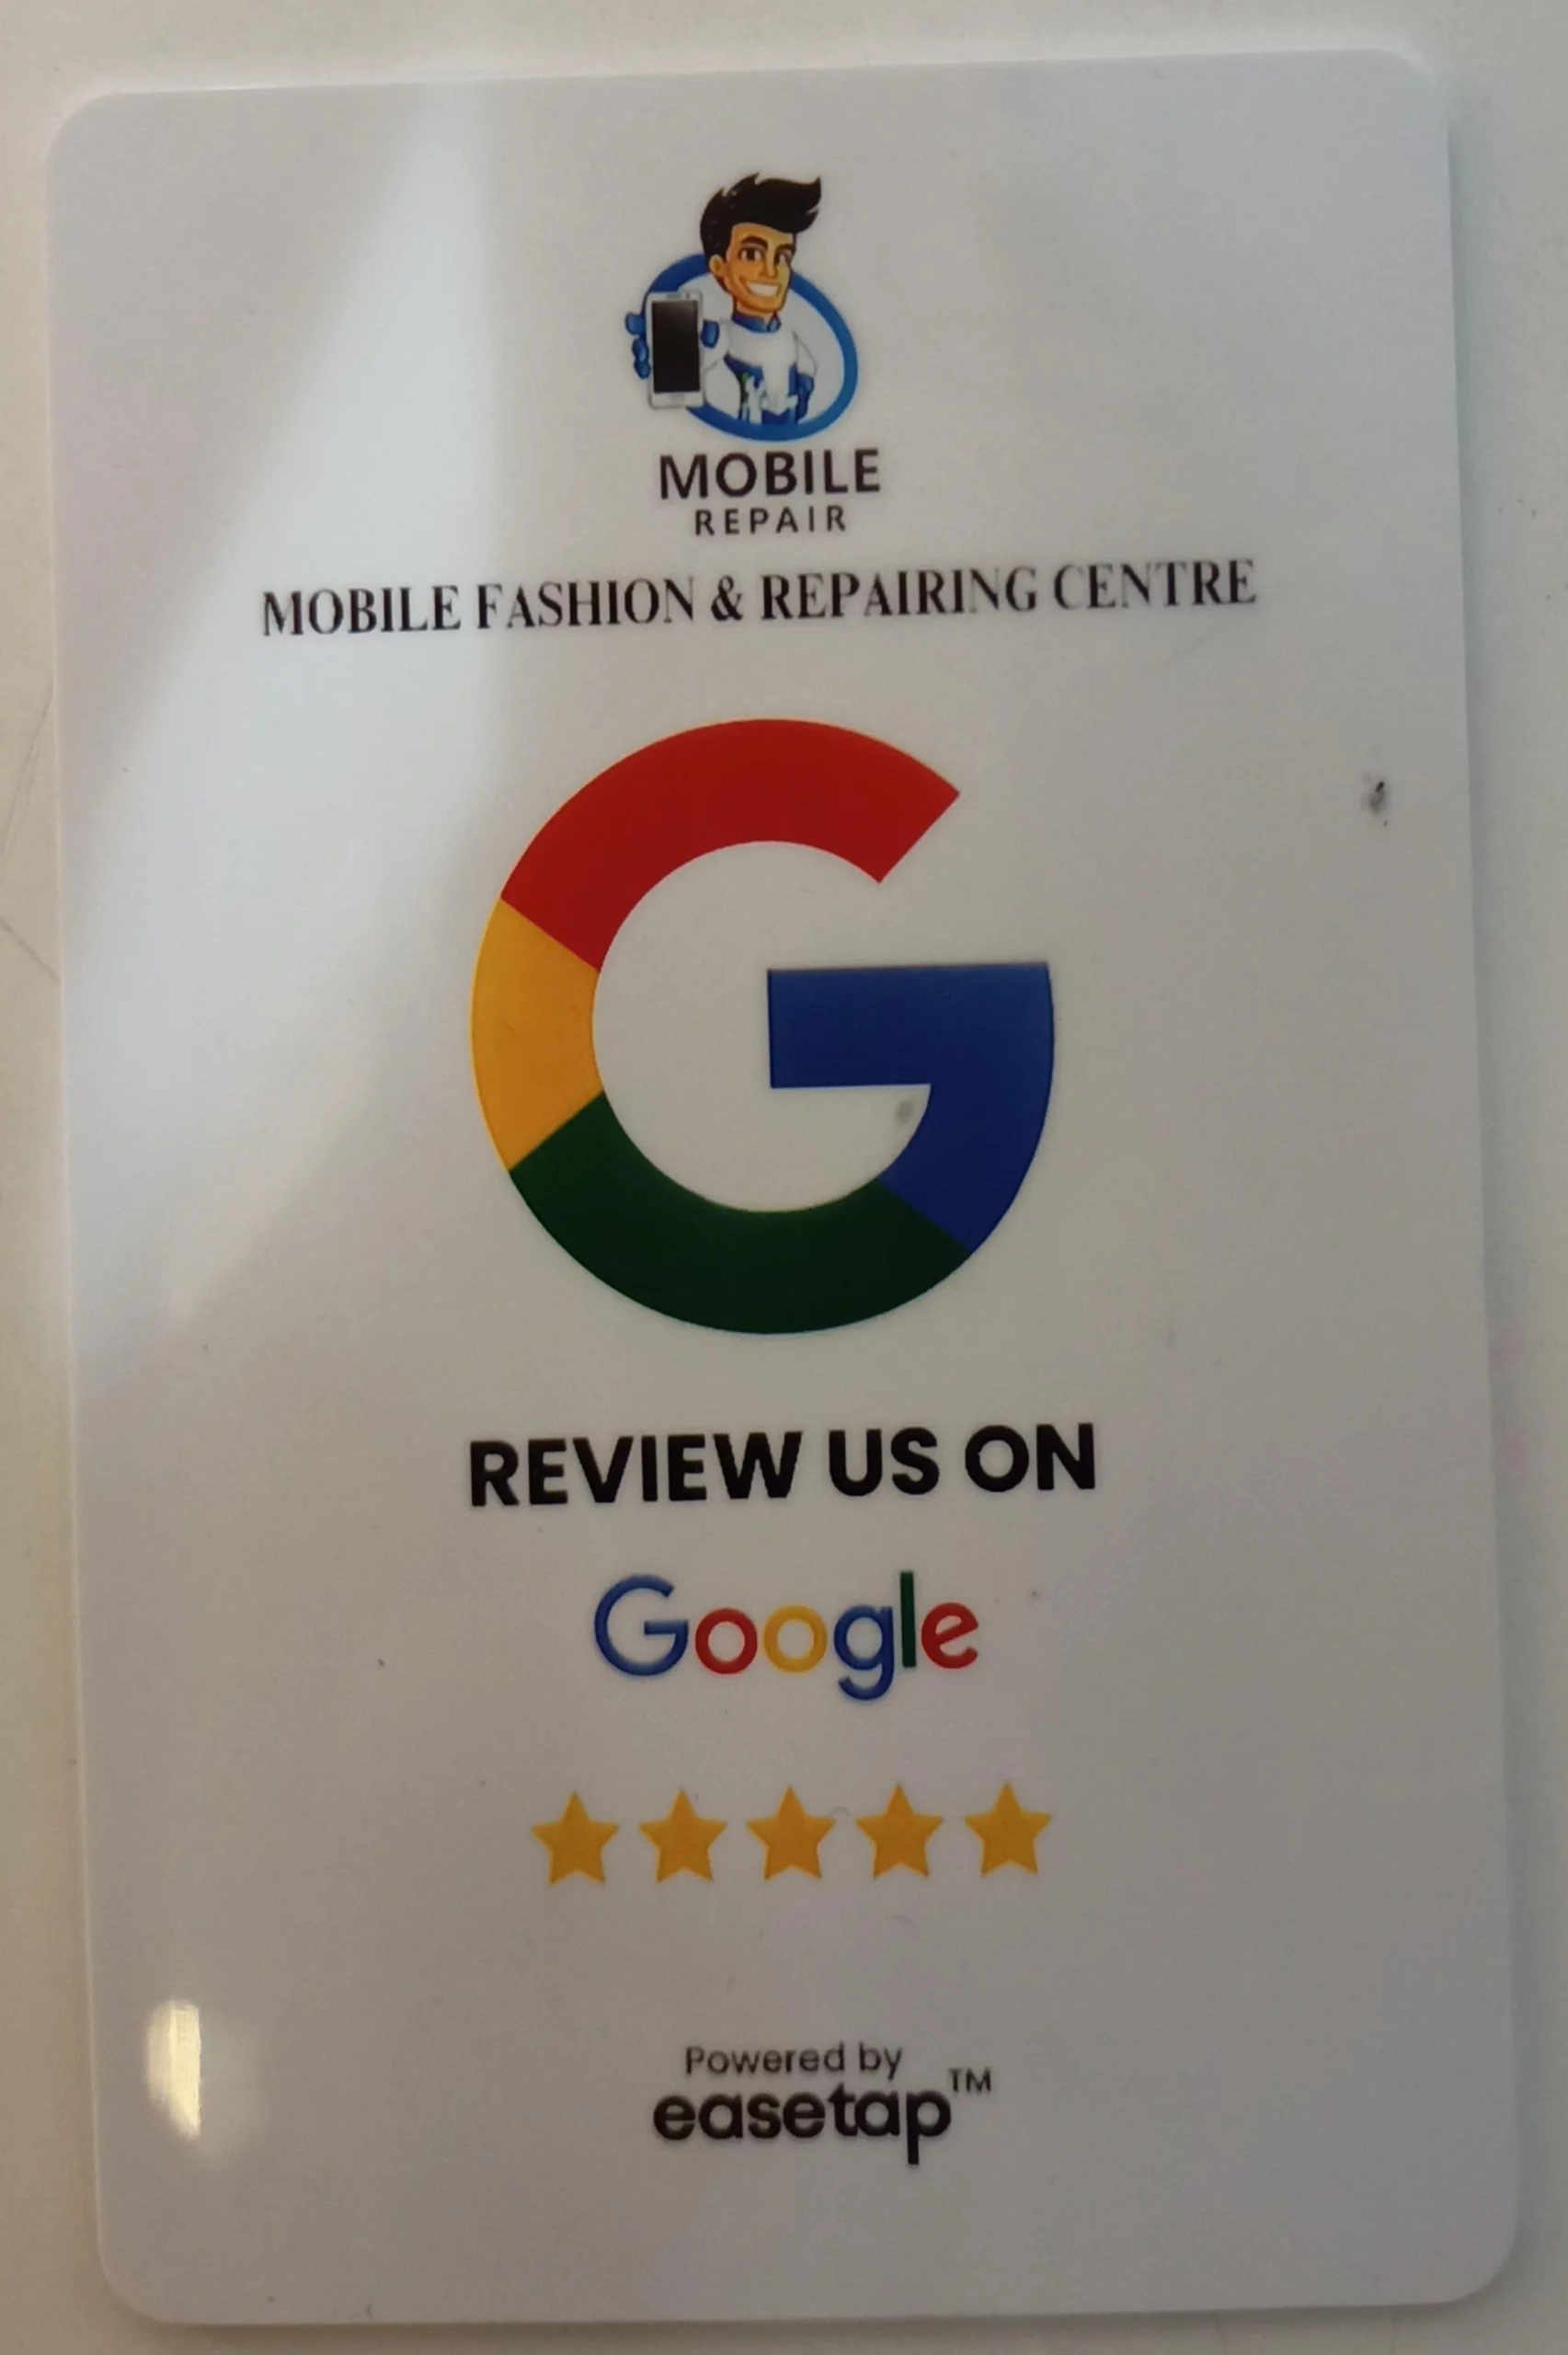 MOBILE
REPAIR
MOBILE FASHION & REPAIRING CENTRE
G
REVIEW US ON
Google
Powered by
easetap™